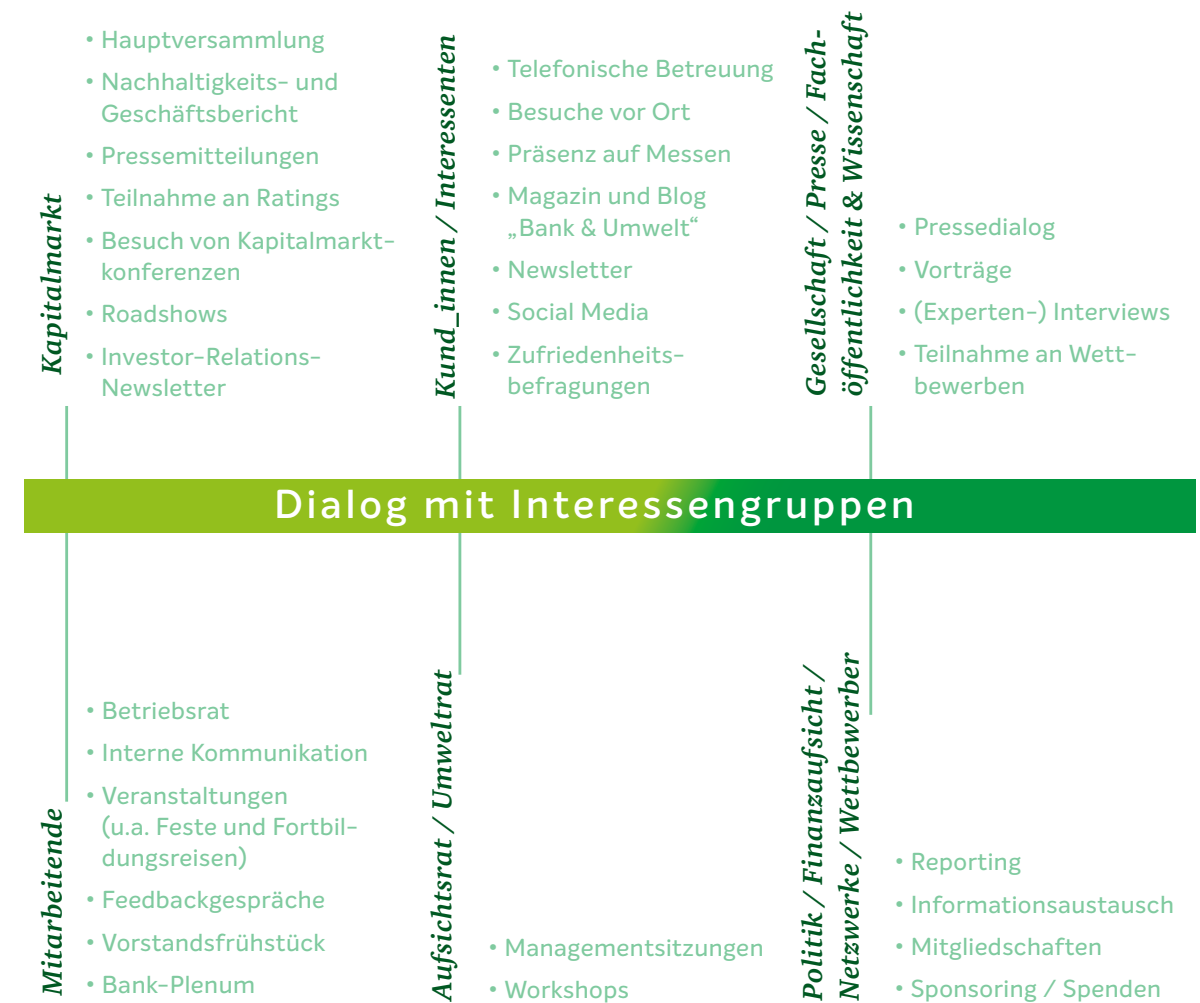 Kapitalmarkt
• Hauptversammlung
• Nachhaltigkeits- und
Geschäftsbericht
• Pressemitteilungen
• Teilnahme an Ratings
• Besuch von Kapitalmarkt-
konferenzen
• Roadshows
• Investor-Relations-
Newsletter
Kund_innen / Interessenten
• Telefonische Betreuung
• Besuche vor Ort
• Präsenz auf Messen
• Magazin und Blog
„Bank & Umwelt“
• Newsletter
• Social Media
• Zufriedenheits-
befragungen
Gesellschaft / Presse / Fach-
öffentlichkeit & Wissenschaft
• Pressedialog
• Vorträge
• (Experten-) Interviews
• Teilnahme an Wett-
bewerben
Dialog mit Interessengruppen
Mitarbeitende
• Betriebsrat
• Interne Kommunikation
• Veranstaltungen
(u.a. Feste und Fortbil-
dungsreisen)
• Feedbackgespräche
• Vorstandsfrühstück
• Bank-Plenum
Aufsichtsrat / Umweltrat
• Managementsitzungen
• Workshops
Politik / Finanzaufsicht /
Netzwerke / Wettbewerber
• Reporting
• Informationsaustausch
• Mitgliedschaften
• Sponsoring / Spenden